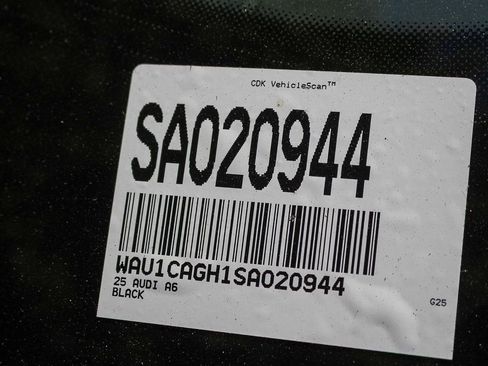 CDK VehicleScan™
SA020944
WAU1CAGH1SA020944
25 AUDI A6
BLACK
G25